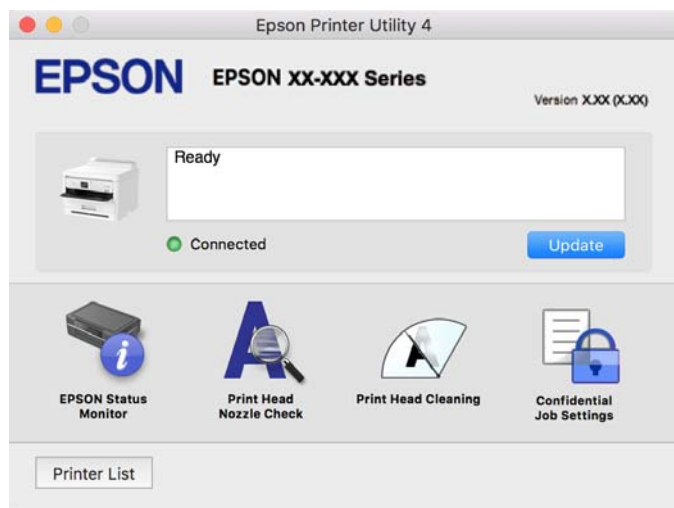 Epson Printer Utility 4
EPSON
EPSON XX-XXX Series
Version X.XX (X.XX)
Ready
Connected
Update
EPSON Status
Monitor
Print Head
Nozzle Check
Print Head Cleaning
Confidential
Job Settings
Printer List